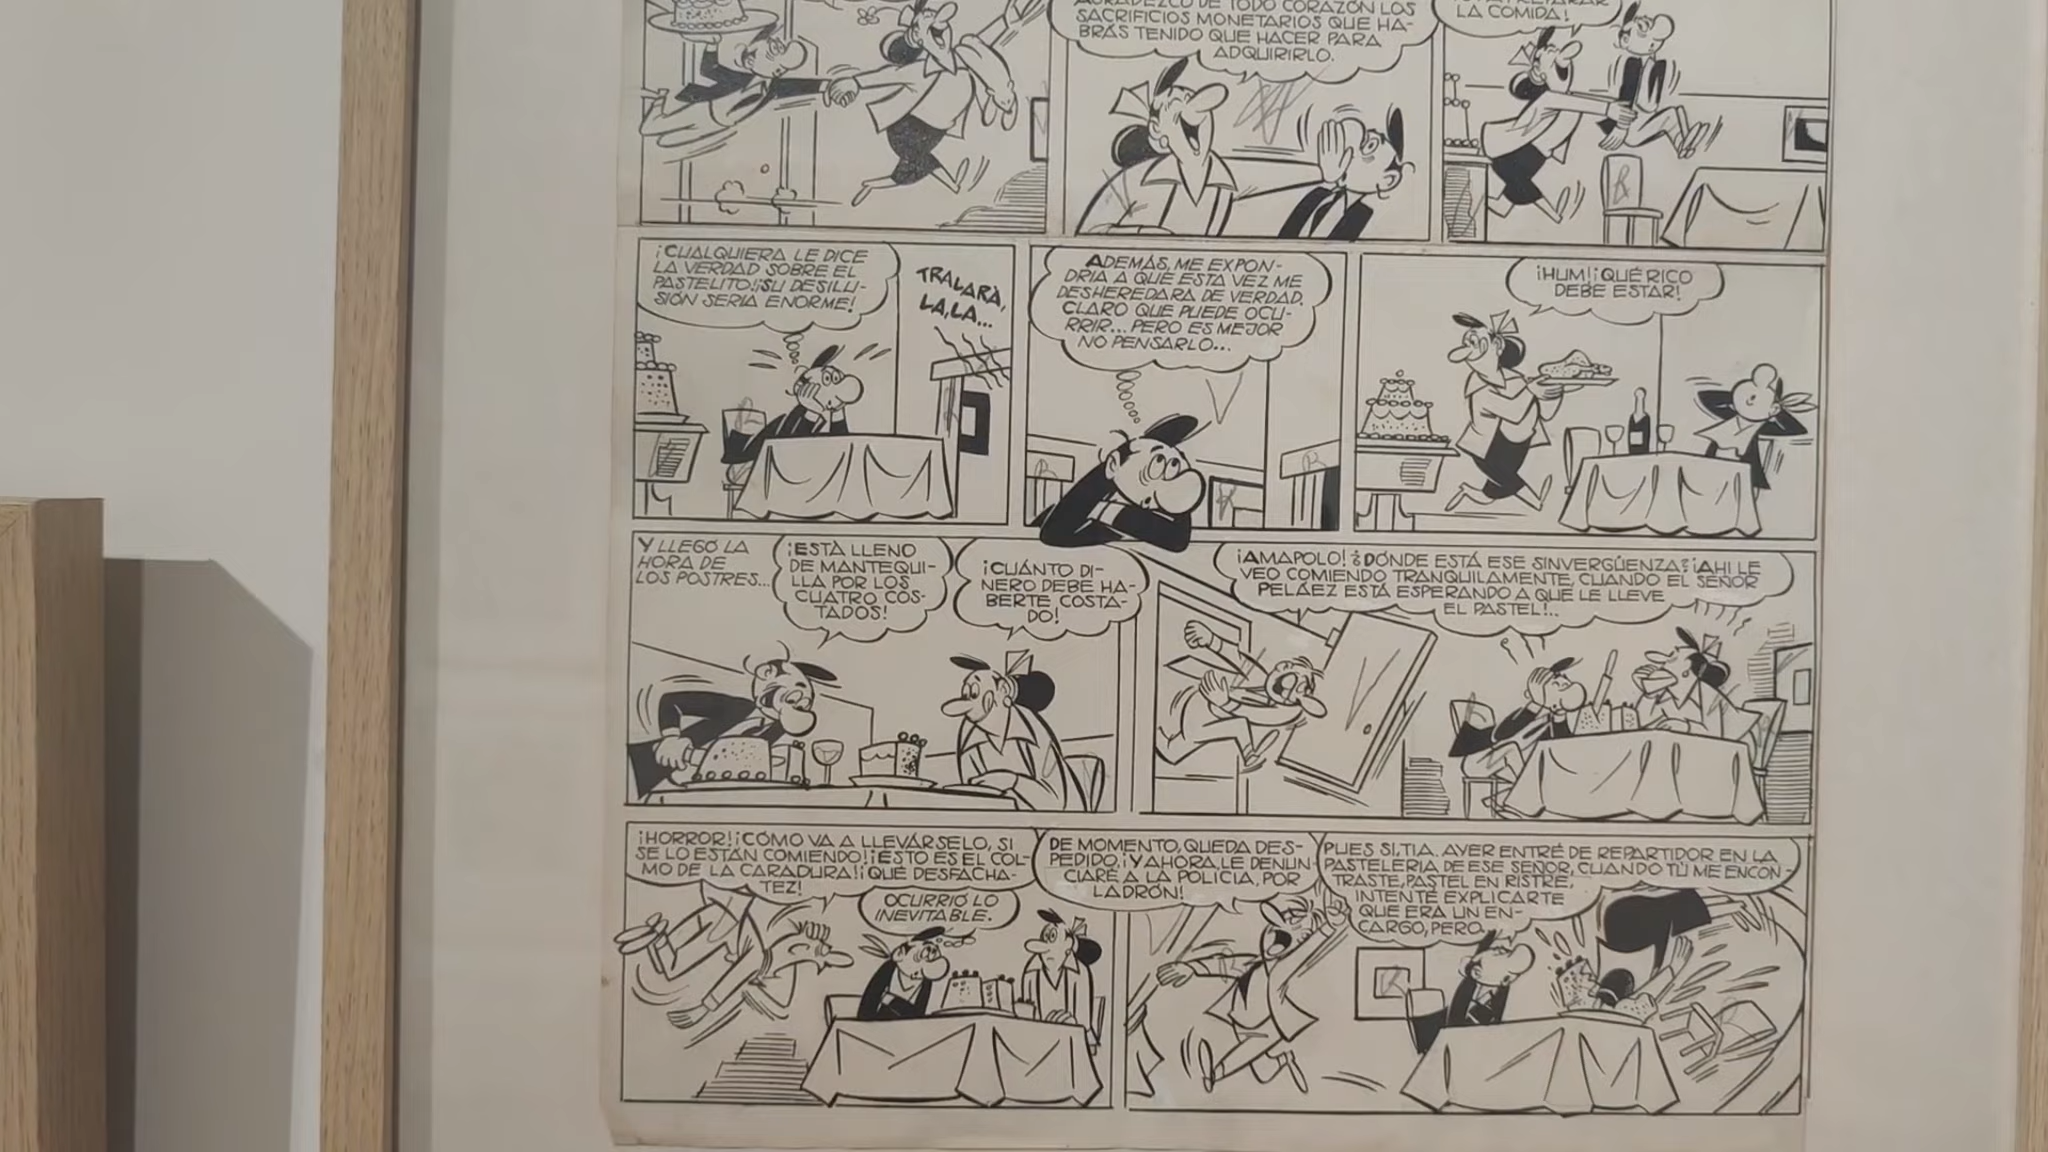 AGRADEZCO DE TODO CORAZÓN LOS
SACRIFICIOS MONETARIOS QUE HA-
BRÁS TENIDO QUE HACER PARA
ADQUIRIRLO.
LA COMIDA!
¡CUALQUIERA LE DICE
LA VERDAD SOBRE EL
PASTELITO! ¡SU DESILU-
SIÓN SERIA ENORME!
TRALARÀ,
LA, LA...
ADEMÁS, ME EXPON-
DRIA A QUE ESTA VEZ ME
DESHEREDARA DE VERDAD.
CLARO QUE PUEDE OCU-
RRIR... PERO ES MEJOR
NO PENSARLO...
¡HUM! ¡QUÉ RICO
DEBE ESTAR!
Y LLEGÓ LA
HORA DE
LOS POSTRES...
¡ESTÁ LLENO
DE MANTEQUI-
LLA POR LOS
CUATRO COS-
TADOS!
¡CUÁNTO DI-
NERO DEBE HA-
BERTE COSTA-
DO!
¡AMAPOLO! ¿DÓNDE ESTÁ ESE SINVERGÜENZA? ¡AHI LE
VEO COMIENDO TRANQUILAMENTE, CUANDO EL SEÑOR
PELÁEZ ESTÁ ESPERANDO A QUE LE LLEVE
EL PASTEL!..
¡HORROR! ¡CÓMO VA A LLEVÁRSELO, SI
SE LO ESTÁN COMIENDO! ¡ESTO ES EL COL-
MO DE LA CARADURA! ¡QUÉ DESFACHA-
TEZ!
OCURRIÓ LO
INEVITABLE.
DE MOMENTO, QUEDA DES-
PEDIDO. ¡Y AHORA, LE DENUN-
CIARÉ A LA POLICIA, POR
LADRÓN!
PUES SI, TIA. AYER ENTRÉ DE REPARTIDOR EN LA
PASTELERIA DE ESE SEÑOR, CUANDO TÚ ME ENCON-
TRASTE, PASTEL EN RISTRE,
INTENTÉ EXPLICARTE
QUE ERA UN EN-
CARGO, PERO...